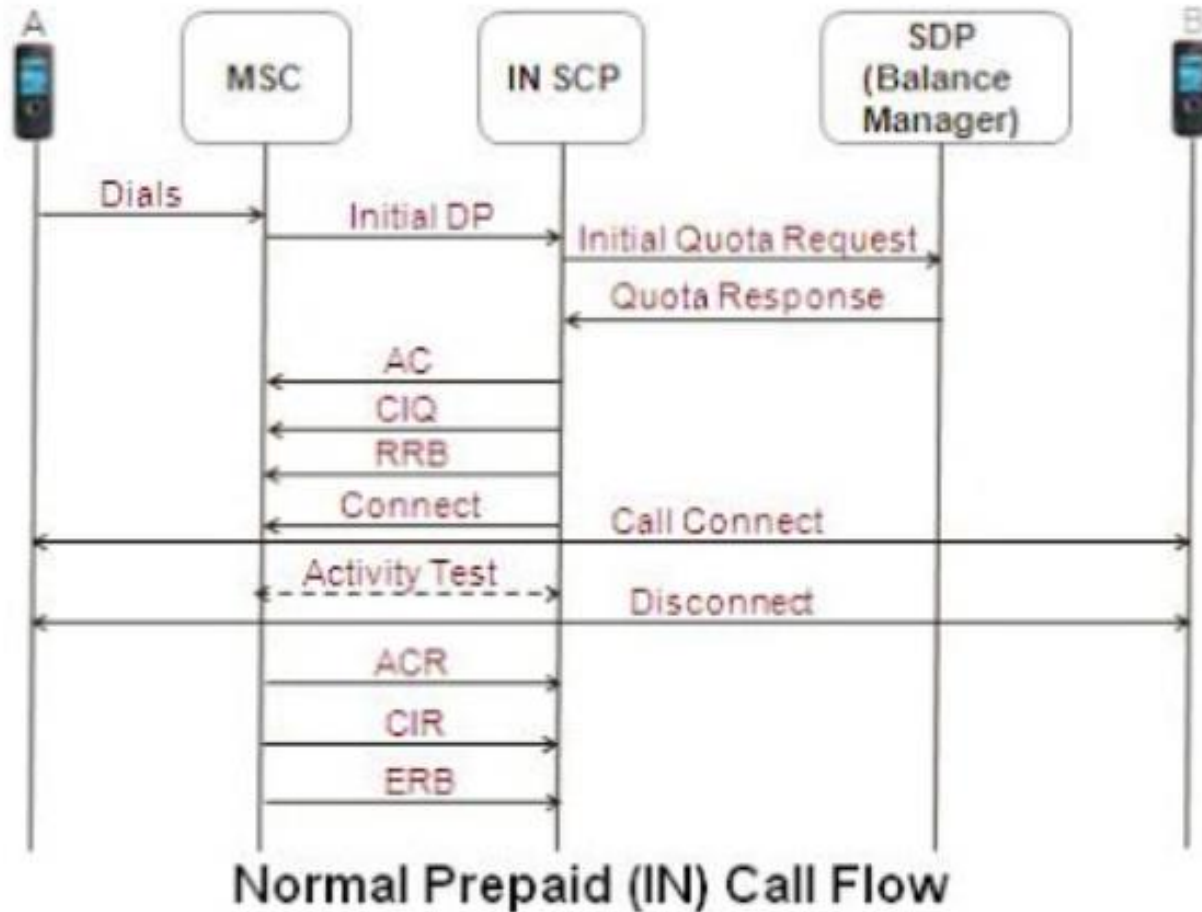 A
B
MSC
IN SCP
SDP
(Balance
Manager)
Dials
Initial DP
Initial Quota Request
Quota Response
AC
CIQ
RRB
Connect
Call Connect
Activity Test
Disconnect
ACR
CIR
ERB
Normal Prepaid (IN) Call Flow